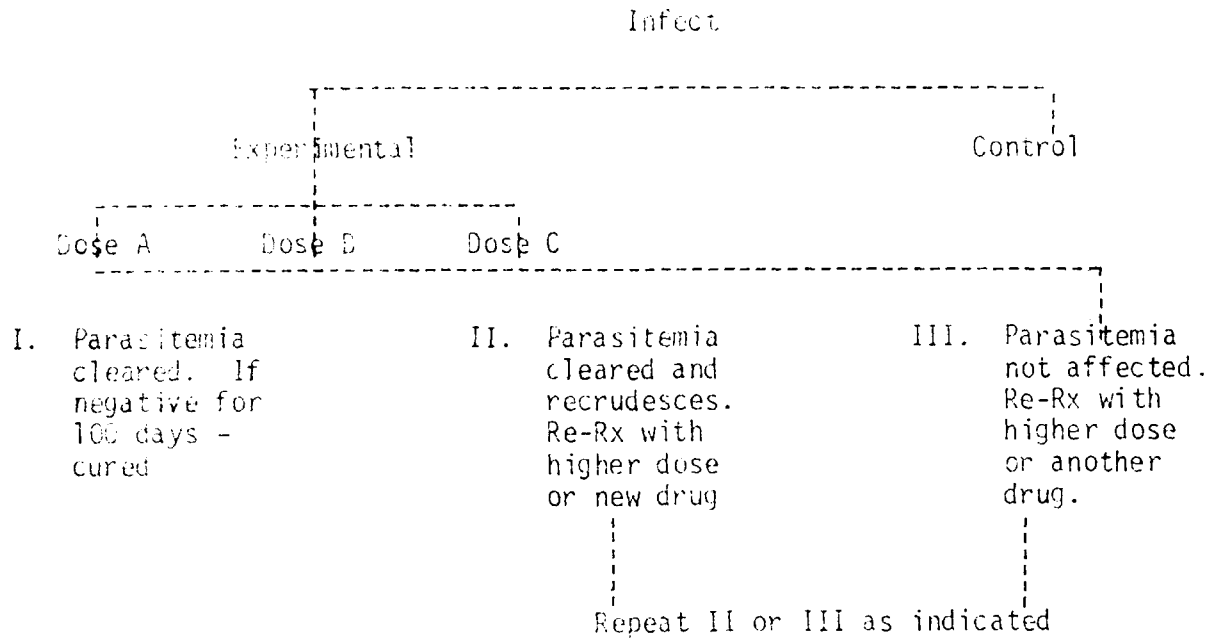 Infect
Experimental Control
Dose A Dose B Dose C
I. Parasitemia
cleared. If
negative for
100 days -
cured
II. Parasitemia
cleared and
recrudesces.
Re-Rx with
higher dose
or new drug
III. Parasitemia
not affected.
Re-Rx with
higher dose
or another
drug.
Repeat II or III as indicated